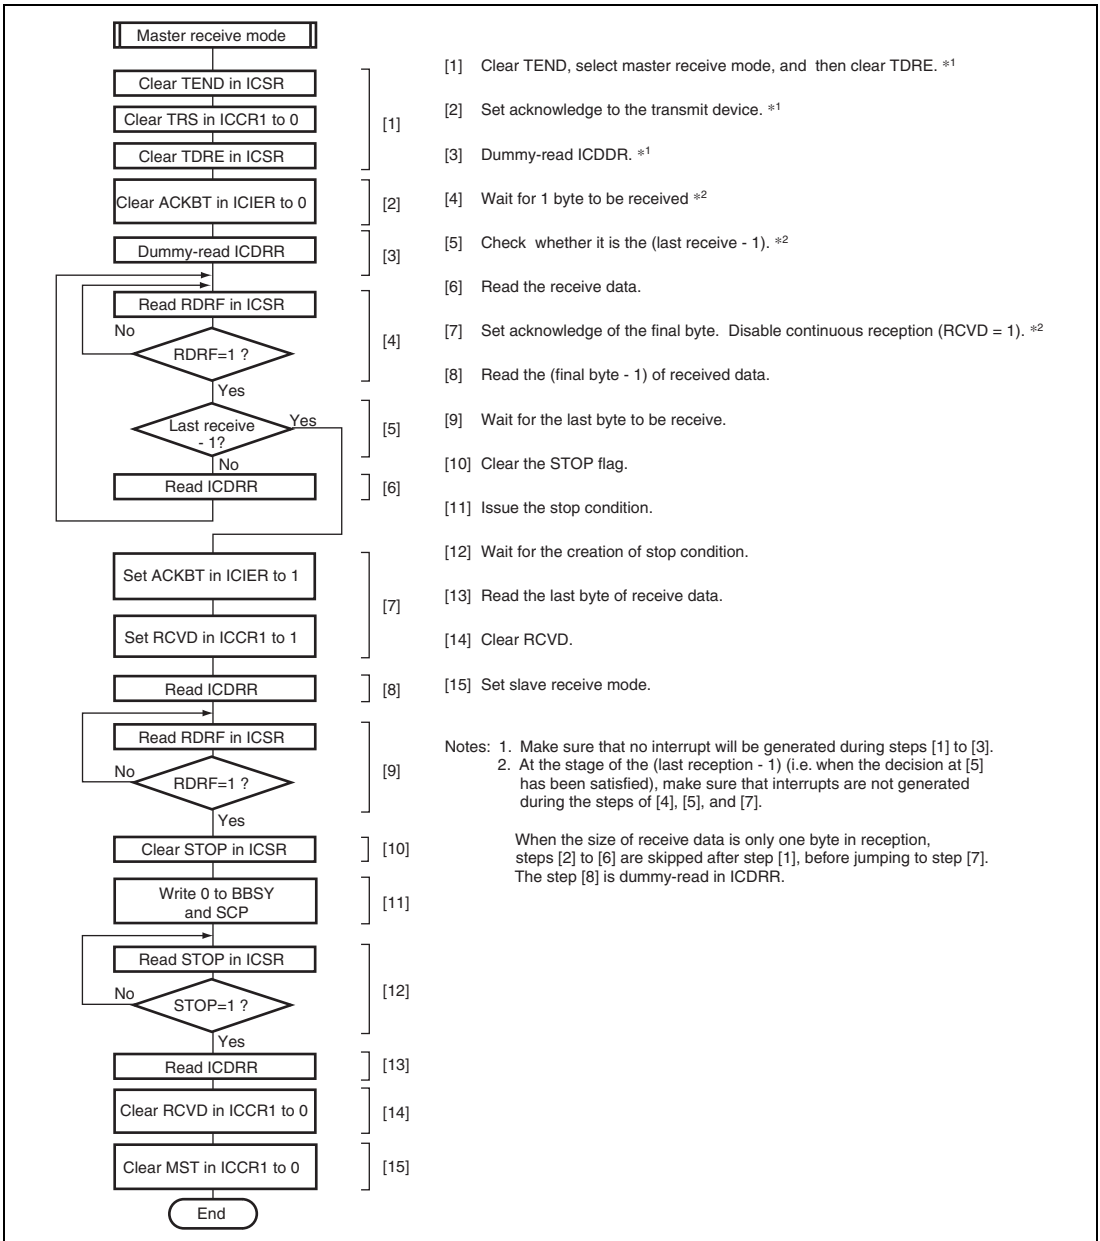 Master receive mode
Clear TEND in ICSR
Clear TRS in ICCR1 to 0
Clear TDRE in ICSR
[1]
Clear ACKBT in ICIER to 0
[2]
Dummy-read ICDRR
[3]
Read RDRF in ICSR
No
RDRF=1 ?
[4]
Yes
Last receive
- 1?
Yes
[5]
No
Read ICDRR
[6]
Set ACKBT in ICIER to 1
[7]
Set RCVD in ICCR1 to 1
Read ICDRR
[8]
Read RDRF in ICSR
No
RDRF=1 ?
[9]
Yes
Clear STOP in ICSR
[10]
Write 0 to BBSY
and SCP
[11]
Read STOP in ICSR
No
STOP=1 ?
[12]
Yes
Read ICDRR
[13]
Clear RCVD in ICCR1 to 0
[14]
Clear MST in ICCR1 to 0
[15]
End
[1] Clear TEND, select master receive mode, and then clear TDRE. *1
[2] Set acknowledge to the transmit device. *1
[3] Dummy-read ICDDR. *1
[4] Wait for 1 byte to be received *2
[5] Check whether it is the (last receive - 1). *2
[6] Read the receive data.
[7] Set acknowledge of the final byte. Disable continuous reception (RCVD = 1). *2
[8] Read the (final byte - 1) of received data.
[9] Wait for the last byte to be receive.
[10] Clear the STOP flag.
[11] Issue the stop condition.
[12] Wait for the creation of stop condition.
[13] Read the last byte of receive data.
[14] Clear RCVD.
[15] Set slave receive mode.
Notes: 1. Make sure that no interrupt will be generated during steps [1] to [3].
2. At the stage of the (last reception - 1) (i.e. when the decision at [5]
has been satisfied), make sure that interrupts are not generated
during the steps of [4], [5], and [7].
When the size of receive data is only one byte in reception,
steps [2] to [6] are skipped after step [1], before jumping to step [7].
The step [8] is dummy-read in ICDRR.